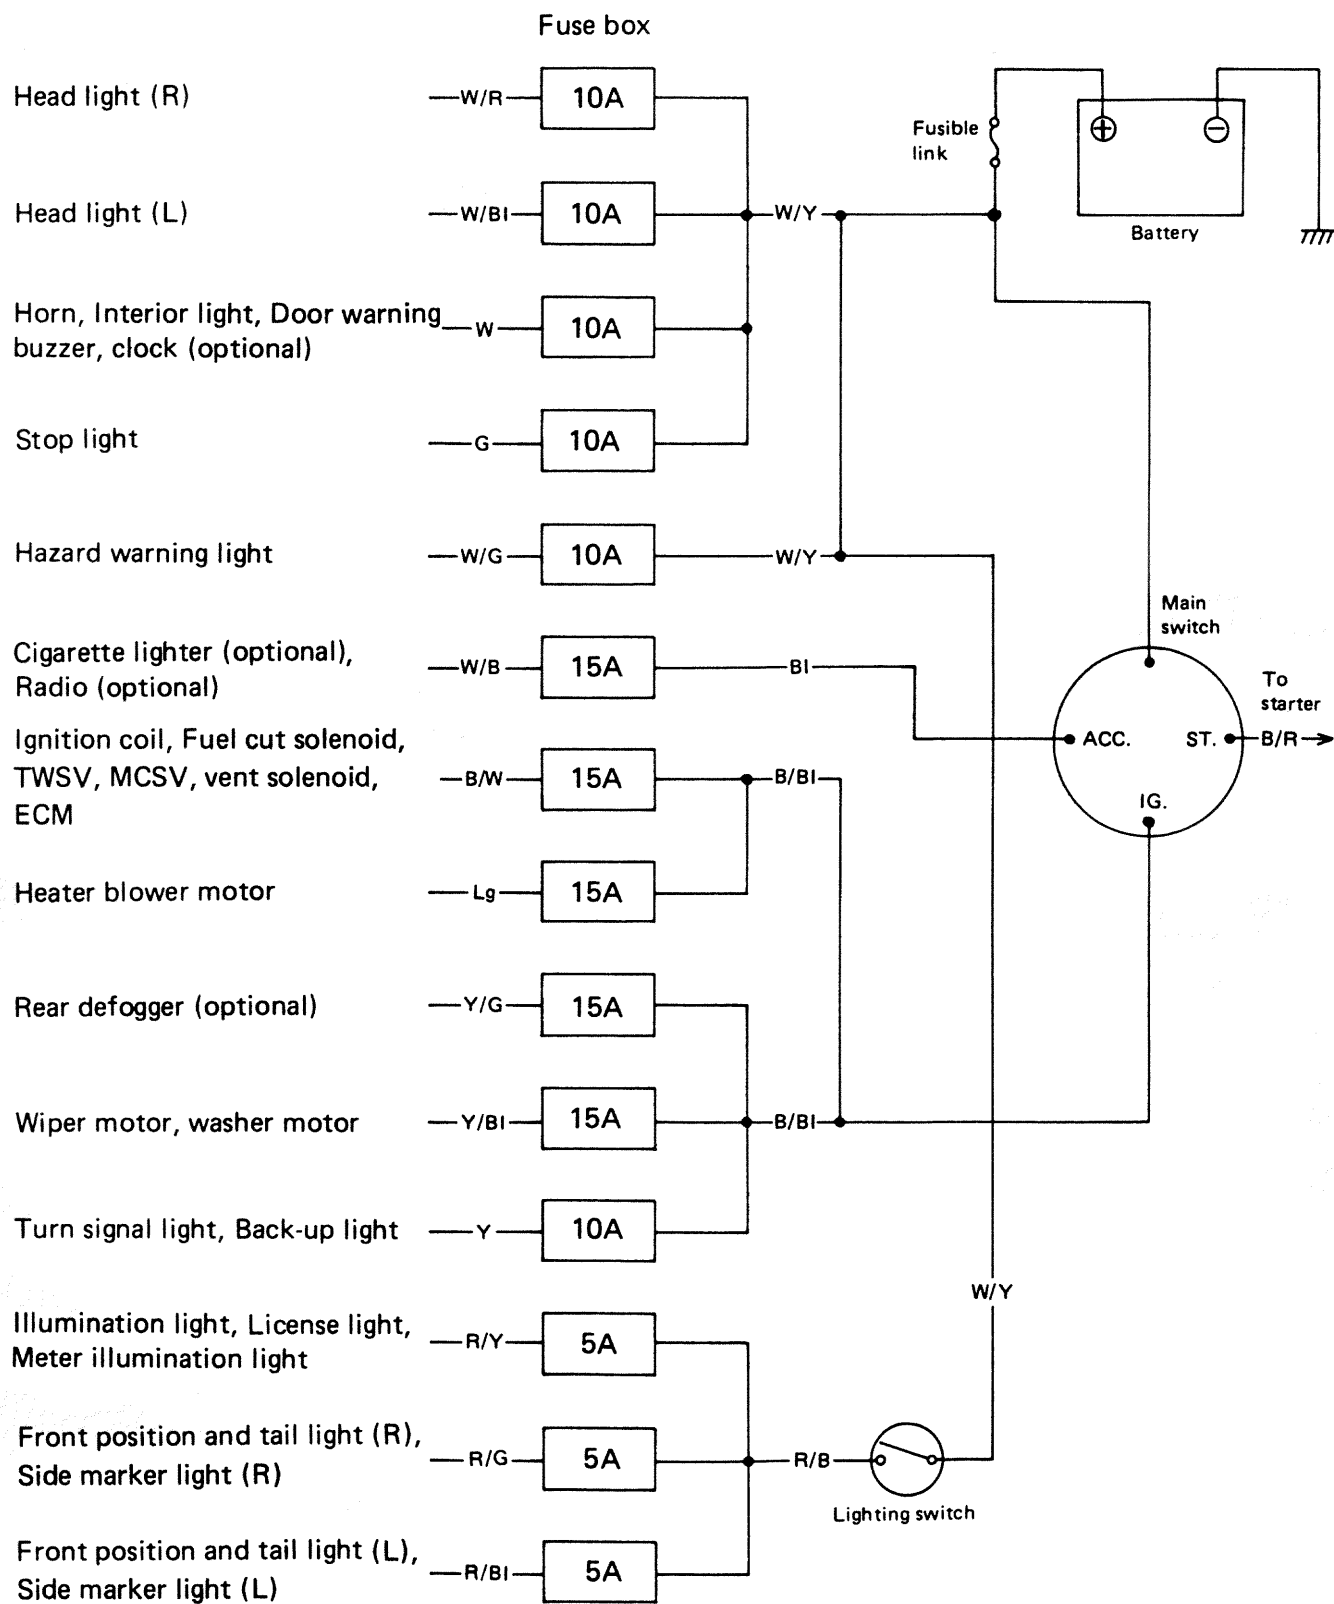 Fuse box
Head light (R)
W/R
10A
Fusible
link
Battery
Head light (L)
W/Bl
10A
W/Y
Horn, Interior light, Door warning
buzzer, clock (optional)
W
10A
Stop light
G
10A
Hazard warning light
W/G
10A
W/Y
Main
switch
Cigarette lighter (optional),
Radio (optional)
W/B
15A
Bl
To
starter
ACC.
ST.
B/R
IG.
Ignition coil, Fuel cut solenoid,
TWSV, MCSV, vent solenoid,
ECM
B/W
15A
B/Bl
Heater blower motor
Lg
15A
Rear defogger (optional)
Y/G
15A
Wiper motor, washer motor
Y/Bl
15A
B/Bl
Turn signal light, Back-up light
Y
10A
W/Y
Illumination light, License light,
Meter illumination light
R/Y
5A
Front position and tail light (R),
Side marker light (R)
R/G
5A
R/B
Lighting switch
Front position and tail light (L),
Side marker light (L)
R/Bl
5A